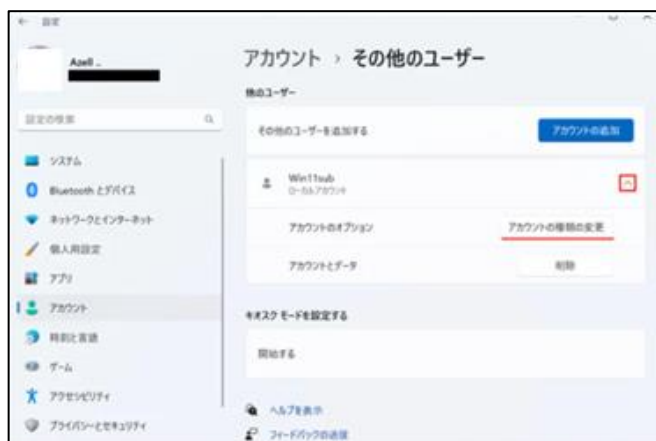 ← 設定
Azell ..
設定の検索
システム
Bluetooth とデバイス
ネットワークとインターネット
個人用設定
アプリ
アカウント
時刻と言語
ゲーム
アクセシビリティ
プライバシーとセキュリティ
アカウント › その他のユーザー
他のユーザー
その他のユーザーを追加する
アカウントの追加
Win11sub
ローカル アカウント
アカウントのオプション
アカウントの種類の変更
アカウントとデータ
削除
キオスク モードを設定する
開始する
ヘルプを表示
フィードバックの送信